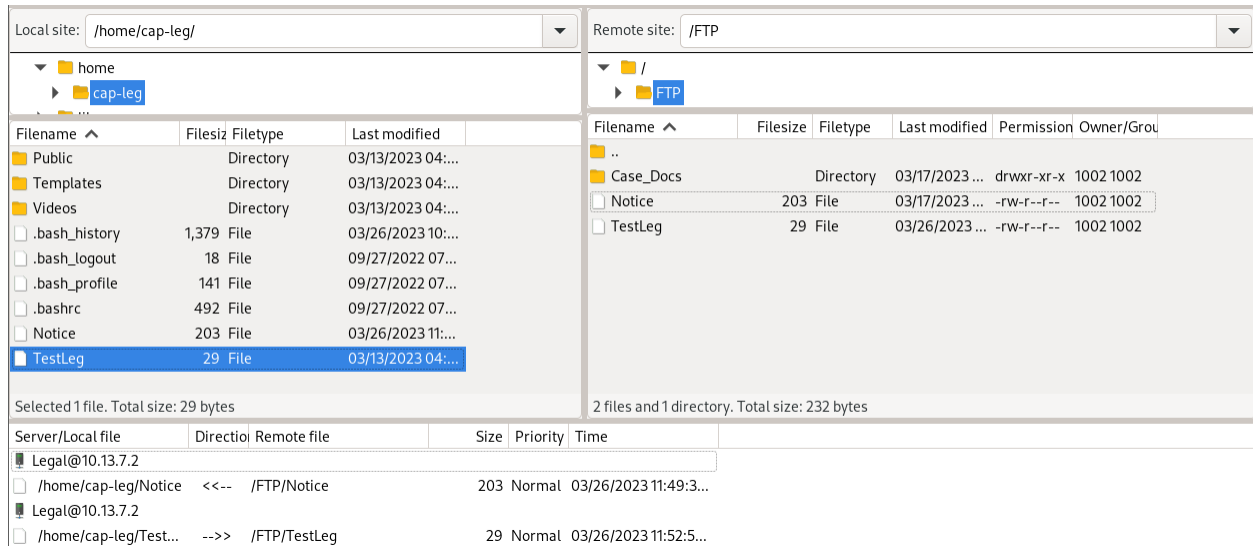 Local site: /home/cap-leg/
home
cap-leg
Filename Filesiz Filetype Last modified
Public Directory 03/13/2023 04:...
Templates Directory 03/13/2023 04:...
Videos Directory 03/13/2023 04:...
.bash_history 1,379 File 03/26/2023 10:...
.bash_logout 18 File 09/27/2022 07...
.bash_profile 141 File 09/27/2022 07...
.bashrc 492 File 09/27/2022 07...
Notice 203 File 03/26/2023 11:...
TestLeg 29 File 03/13/2023 04:...
Selected 1 file. Total size: 29 bytes
Remote site: /FTP
/
FTP
Filename Filesize Filetype Last modified Permission Owner/Grou
..
Case_Docs Directory 03/17/2023 ... drwxr-xr-x 1002 1002
Notice 203 File 03/17/2023 ... -rw-r--r-- 1002 1002
TestLeg 29 File 03/26/2023 ... -rw-r--r-- 1002 1002
2 files and 1 directory. Total size: 232 bytes
Server/Local file Direction Remote file Size Priority Time
Legal@10.13.7.2
/home/cap-leg/Notice <<-- /FTP/Notice 203 Normal 03/26/2023 11:49:3...
Legal@10.13.7.2
/home/cap-leg/Test... -->> /FTP/TestLeg 29 Normal 03/26/2023 11:52:5...